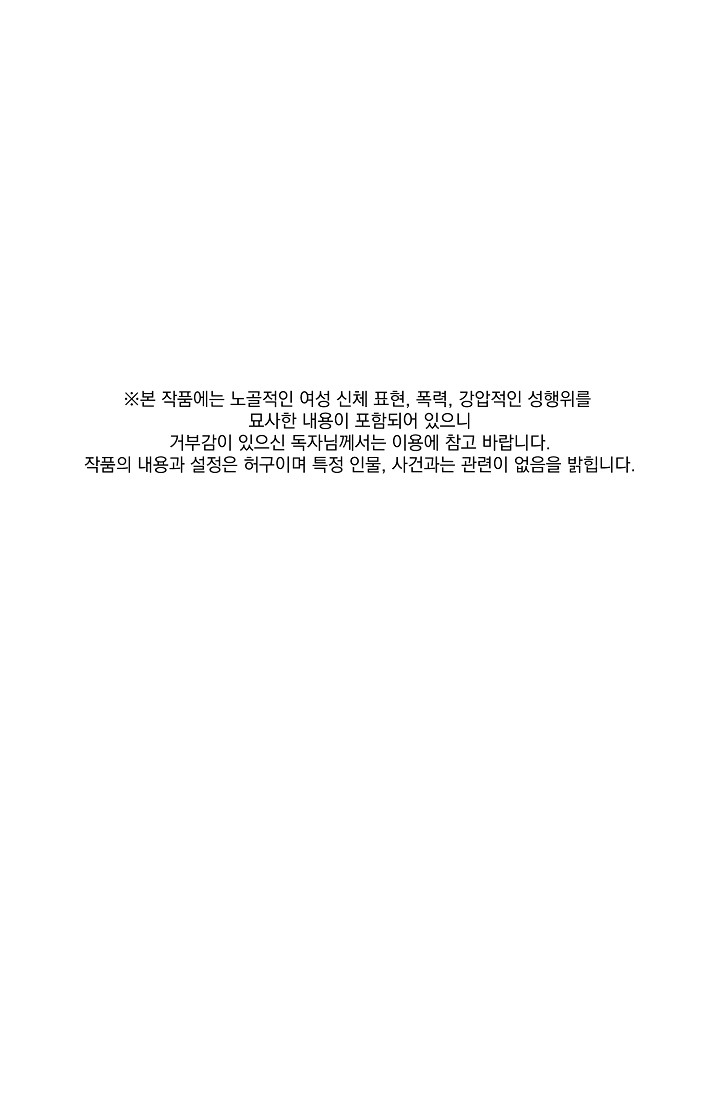 ※본 작품에는 노골적인 여성 신체 표현, 폭력, 강압적인 성행위를
묘사한 내용이 포함되어 있으니
거부감이 있으신 독자님께서는 이용에 참고 바랍니다.
작품의 내용과 설정은 허구이며 특정 인물, 사건과는 관련이 없음을 밝힙니다.